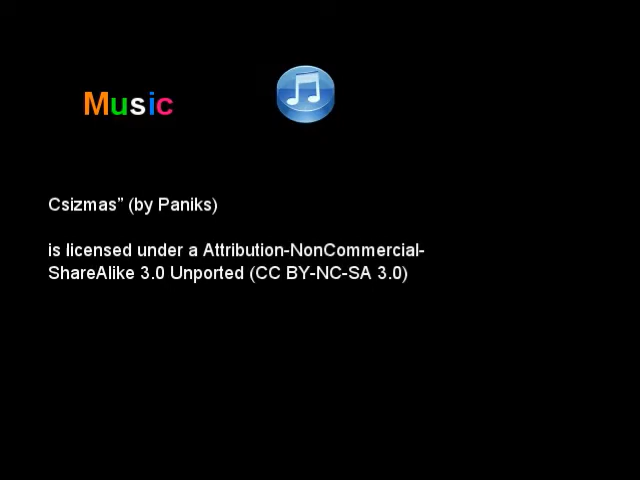 Music
Csizmas" (by Paniks)
is licensed under a Attribution-NonCommercial-
ShareAlike 3.0 Unported (CC BY-NC-SA 3.0)